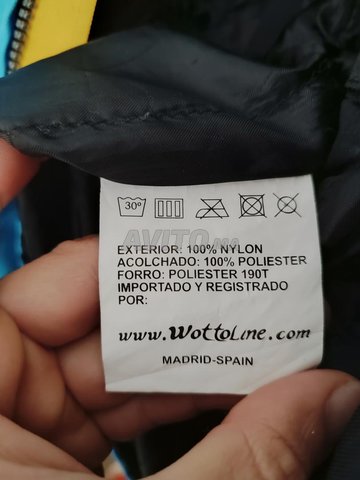 30°
AVITO.ma
EXTERIOR: 100% NYLON
ACOLCHADO: 100% POLIESTER
FORRO: POLIESTER 190T
IMPORTADO Y REGISTRADO
POR:
www.WottoLine.com
MADRID-SPAIN